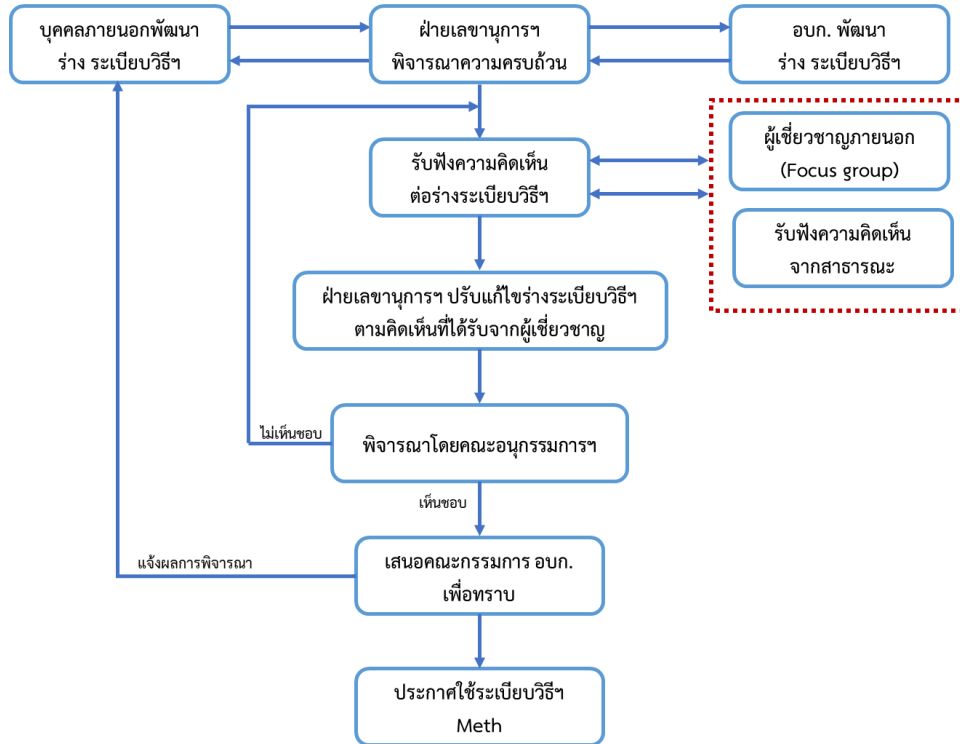 บุคคลภายนอกพัฒนา
ร่าง ระเบียบวิธีฯ
ฝ่ายเลขานุการฯ
พิจารณาความครบถ้วน
อบก. พัฒนา
ร่าง ระเบียบวิธีฯ
รับฟังความคิดเห็น
ต่อร่างระเบียบวิธีฯ
ผู้เชี่ยวชาญภายนอก
(Focus group)
รับฟังความคิดเห็น
จากสาธารณะ
ฝ่ายเลขานุการฯ ปรับแก้ไขร่างระเบียบวิธีฯ
ตามคิดเห็นที่ได้รับจากผู้เชี่ยวชาญ
ไม่เห็นชอบ
พิจารณาโดยคณะอนุกรรมการฯ
เห็นชอบ
แจ้งผลการพิจารณา
เสนอคณะกรรมการ อบก.
เพื่อทราบ
ประกาศใช้ระเบียบวิธีฯ
Meth